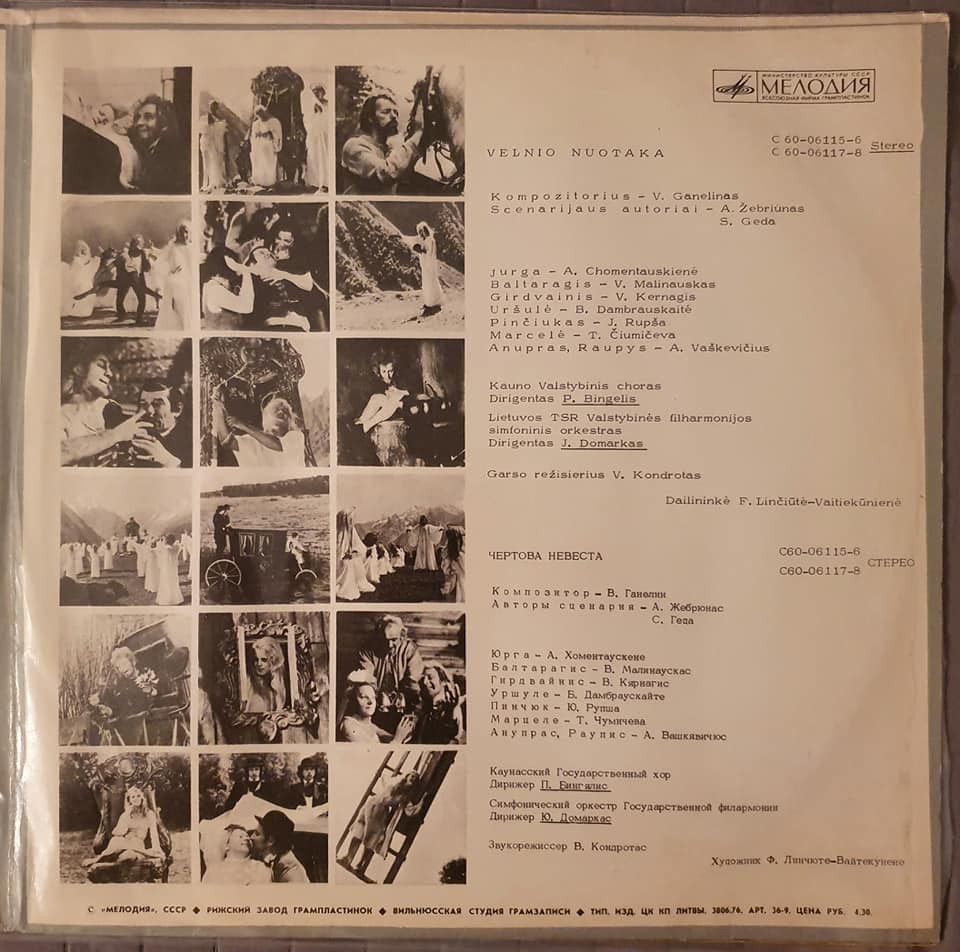 МИНИСТЕРСТВО КУЛЬТУРЫ СССР
МЕЛОДИЯ
ВСЕСОЮЗНАЯ ФИРМА ГРАМПЛАСТИНОК
VELNIO NUOTAKA
C 60-06115-6
C 60-06117-8
Stereo
Kompozitorius – V. Ganelinas
Scenarijaus autoriai – A. Žebriūnas
S. Geda
Jurga – A. Chomentauskienė
Baltaragis – V. Malinauskas
Girdvainis – V. Kernagis
Uršulė – B. Dambrauskaitė
Pinčiukas – J. Rupša
Marcelė – T. Čiumičeva
Anupras, Raupys – A. Vaškevičius
Kauno Valstybinis choras
Dirigentas P. Bingelis
Lietuvos TSR Valstybinės filharmonijos
simfoninis orkestras
Dirigentas J. Domarkas
Garso režisierius V. Kondrotas
Dailininkė F. Linčiūtė-Vaitiekūnienė
ЧЕРТОВА НЕВЕСТА
С60-06115-6
С60-06117-8
СТЕРЕО
Композитор – В. Ганелин
Авторы сценария – А. Жебрюнас
С. Геда
Юрга – А. Хоментаускене
Балтарагис – В. Малинаускас
Гирдвайнис – В. Кярнагис
Уршуле – Б. Дамбраускайте
Пинчюк – Ю. Рупша
Марцеле – Т. Чумичева
Анупрас, Раупис – А. Вашкявичюс
Каунасский Государственный хор
Дирижер П. Бингялис
Симфонический оркестр Государственной филармонии
Дирижер Ю. Домаркас
Звукорежиссер В. Кондротас
Художник Ф. Линчюте-Вайтекунене
С «МЕЛОДИЯ», СССР ◆ РИЖСКИЙ ЗАВОД ГРАМПЛАСТИНОК ◆ ВИЛЬНЮССКАЯ СТУДИЯ ГРАМЗАПИСИ ◆ ТИП. ИЗД. ЦК КП ЛИТВЫ. 3806.76. АРТ. 36-9. ЦЕНА РУБ. 4.30.